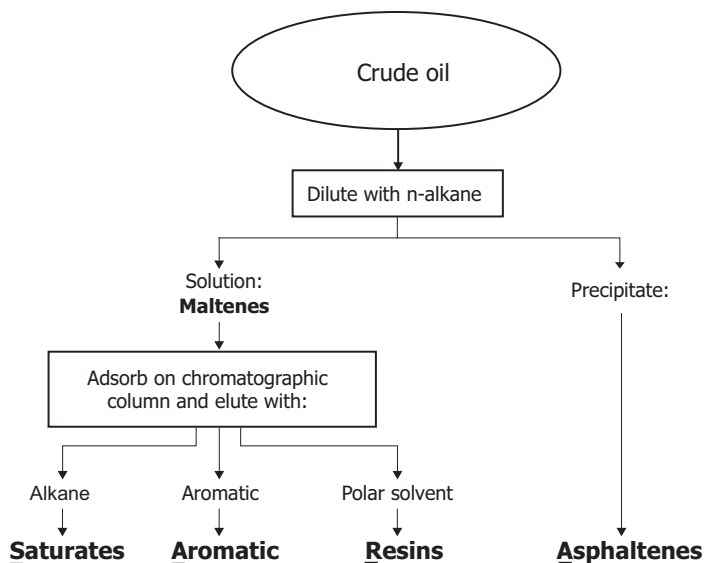 Crude oil
Dilute with n-alkane
Solution:
Maltenes
Precipitate:
Adsorb on chromatographic
column and elute with:
Alkane
Aromatic
Polar solvent
Saturates
Aromatic
Resins
Asphaltenes